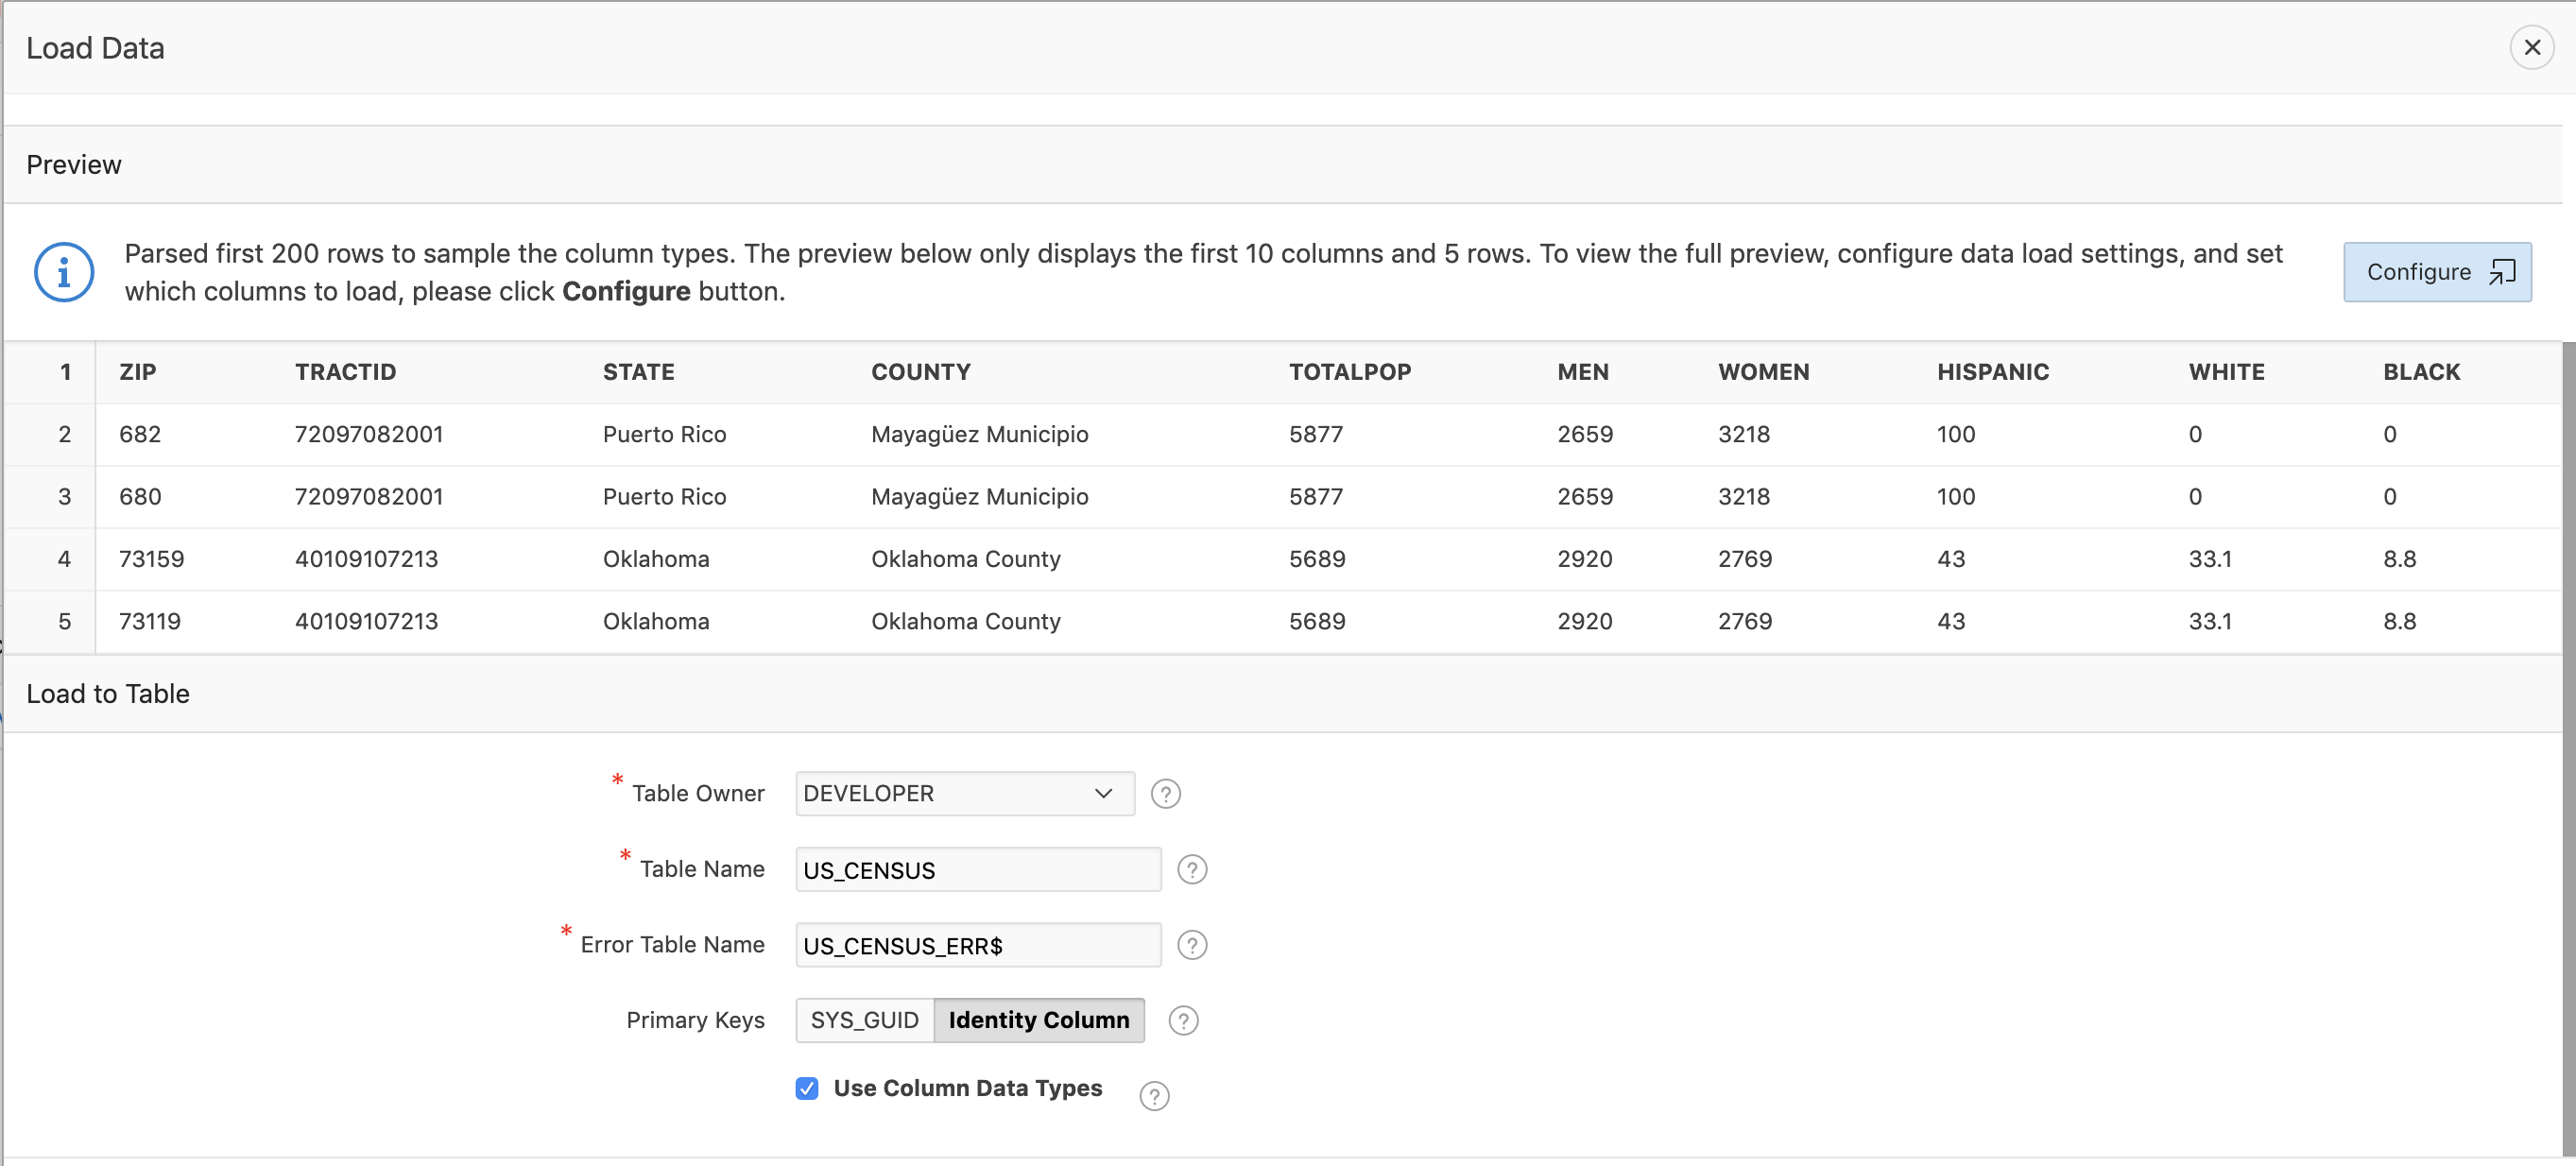 Load Data
Preview
Parsed first 200 rows to sample the column types. The preview below only displays the first 10 columns and 5 rows. To view the full preview, configure data load settings, and set
which columns to load, please click Configure button.
Configure
1 ZIP TRACTID STATE COUNTY TOTALPOP MEN WOMEN HISPANIC WHITE BLACK
2 682 72097082001 Puerto Rico Mayagüez Municipio 5877 2659 3218 100 0 0
3 680 72097082001 Puerto Rico Mayagüez Municipio 5877 2659 3218 100 0 0
4 73159 40109107213 Oklahoma Oklahoma County 5689 2920 2769 43 33.1 8.8
5 73119 40109107213 Oklahoma Oklahoma County 5689 2920 2769 43 33.1 8.8
Load to Table
* Table Owner DEVELOPER ?
* Table Name US_CENSUS ?
* Error Table Name US_CENSUS_ERR$ ?
Primary Keys SYS_GUID Identity Column ?
Use Column Data Types ?